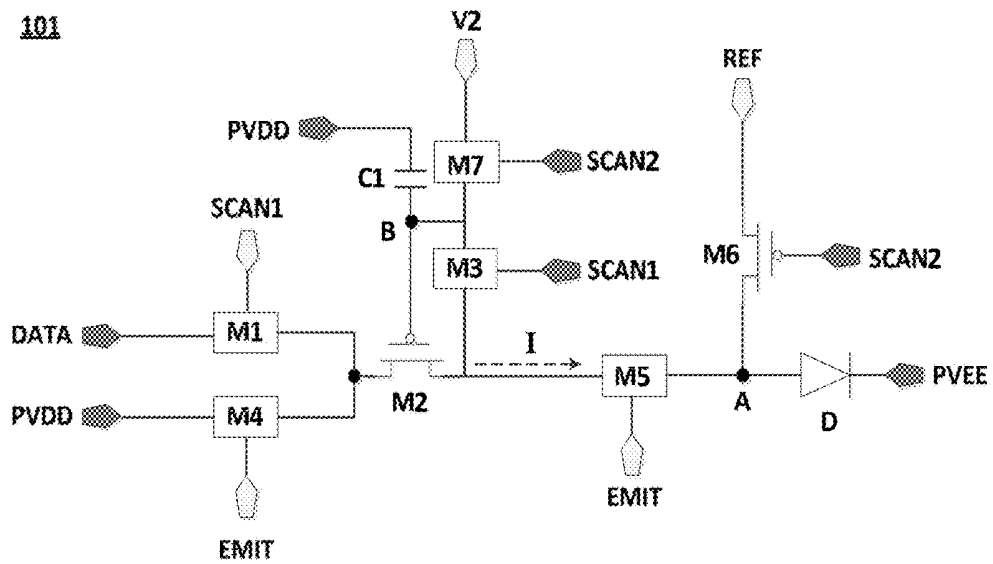 101
V2
REF
PVDD
C1
M7
SCAN2
SCAN1
B
M3
SCAN1
M6
SCAN2
DATA
M1
I
PVDD
M4
M2
M5
A
D
PVEE
EMIT
EMIT